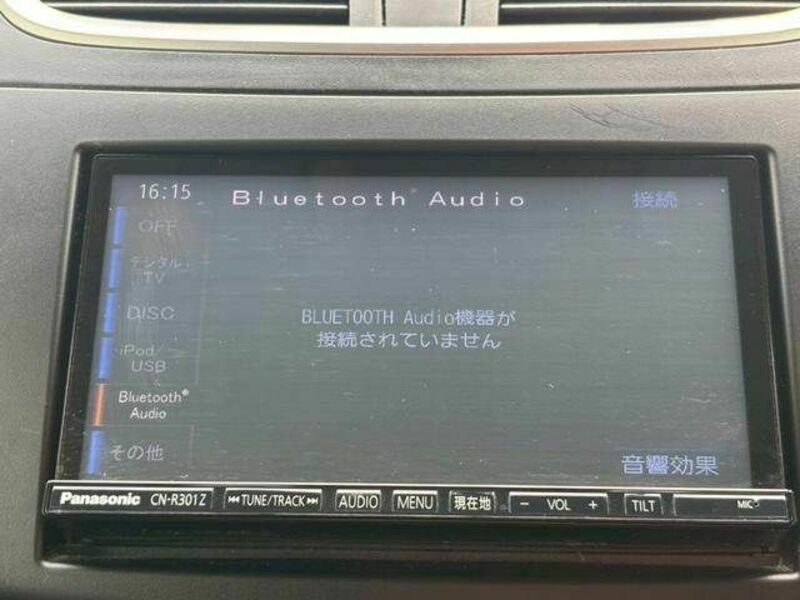 16:15
Bluetooth® Audio
接続
OFF
デジタル
TV
DISC
iPod/
USB
Bluetooth®
Audio
その他
BLUETOOTH Audio機器が
接続されていません
音響効果
Panasonic CN-R301Z TUNE/TRACK AUDIO MENU 現在地 − VOL + TILT MIC